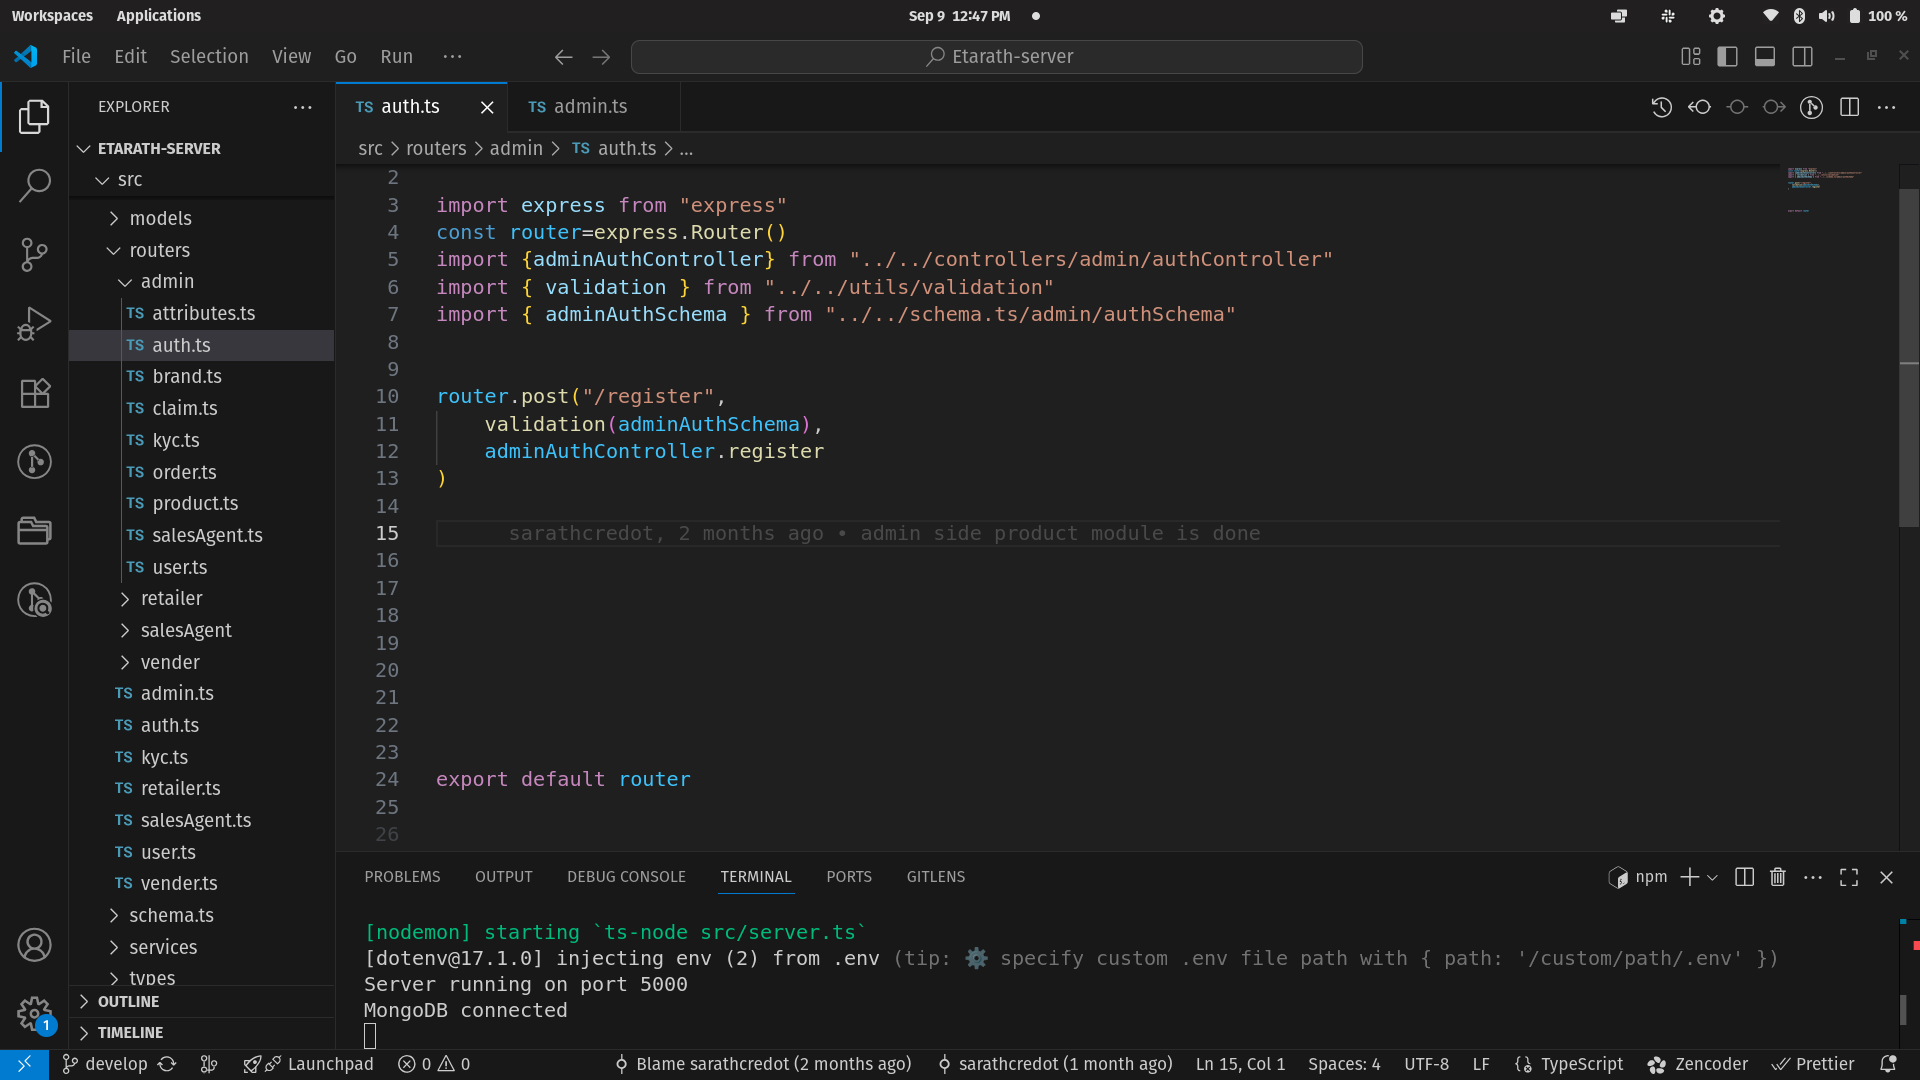 Workspaces Applications Sep 9 12:47 PM 100 %
File Edit Selection View Go Run ··· Etarath-server
EXPLORER ···
ETARATH-SERVER
src
models
routers
admin
TS attributes.ts
TS auth.ts
TS brand.ts
TS claim.ts
TS kyc.ts
TS order.ts
TS product.ts
TS salesAgent.ts
TS user.ts
retailer
salesAgent
vender
TS admin.ts
TS auth.ts
TS kyc.ts
TS retailer.ts
TS salesAgent.ts
TS user.ts
TS vender.ts
schema.ts
services
types
OUTLINE
TIMELINE
1
TS auth.ts TS admin.ts
src > routers > admin > TS auth.ts > ...
2
3 import express from "express"
4 const router=express.Router()
5 import {adminAuthController} from "../../controllers/admin/authController"
6 import { validation } from "../../utils/validation"
7 import { adminAuthSchema } from "../../schema.ts/admin/authSchema"
8
9
10 router.post("/register",
11 validation(adminAuthSchema),
12 adminAuthController.register
13 )
14
15 sarathcredot, 2 months ago • admin side product module is done
16
17
18
19
20
21
22
23
24 export default router
25
26
PROBLEMS OUTPUT DEBUG CONSOLE TERMINAL PORTS GITLENS npm
[nodemon] starting `ts-node src/server.ts`
[dotenv@17.1.0] injecting env (2) from .env (tip: ⚙️ specify custom .env file path with { path: '/custom/path/.env' })
Server running on port 5000
MongoDB connected
develop Launchpad 0 0 Blame sarathcredot (2 months ago) sarathcredot (1 month ago) Ln 15, Col 1 Spaces: 4 UTF-8 LF TypeScript Zencoder Prettier